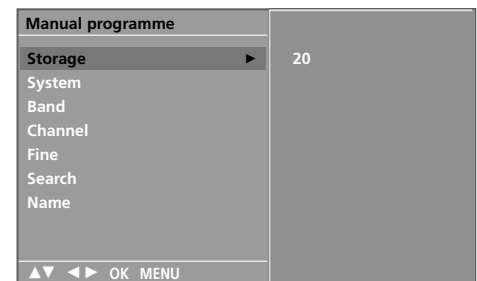 Manual programme
Storage ► 20
System
Band
Channel
Fine
Search
Name
▲▼ ◄► OK MENU